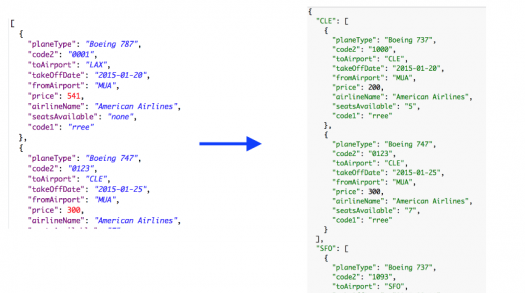 [
{
"planeType": "Boeing 787",
"code2": "0001",
"toAirport": "LAX",
"takeOffDate": "2015-01-20",
"fromAirport": "MUA",
"price": 541,
"airlineName": "American Airlines",
"seatsAvailable": "none",
"code1": "rree"
},
{
"planeType": "Boeing 747",
"code2": "0123",
"toAirport": "CLE",
"takeOffDate": "2015-01-25",
"fromAirport": "MUA",
"price": 300,
"airlineName": "American Airlines",
{
"CLE": [
{
"planeType": "Boeing 737",
"code2": "1000",
"toAirport": "CLE",
"takeOffDate": "2015-01-20",
"fromAirport": "MUA",
"price": 200,
"airlineName": "American Airlines",
"seatsAvailable": "5",
"code1": "rree"
},
{
"planeType": "Boeing 747",
"code2": "0123",
"toAirport": "CLE",
"takeOffDate": "2015-01-25",
"fromAirport": "MUA",
"price": 300,
"airlineName": "American Airlines",
"seatsAvailable": "7",
"code1": "rree"
}
],
"SFO": [
{
"planeType": "Boeing 737",
"code2": "1093",
"toAirport": "SFO",